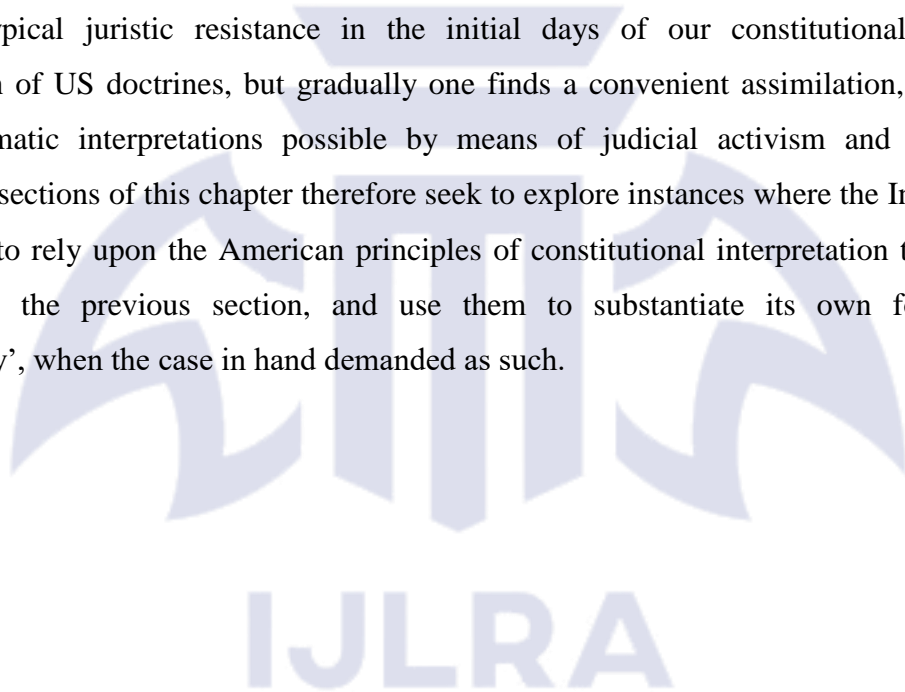 ypical juristic resistance in the initial days of our constitutional
of US doctrines, but gradually one finds a convenient assimilation,
matic interpretations possible by means of judicial activism and
sections of this chapter therefore seek to explore instances where the
to rely upon the American principles of constitutional interpretation
the previous section, and use them to substantiate its own
y’, when the case in hand demanded as such.
IJLRA